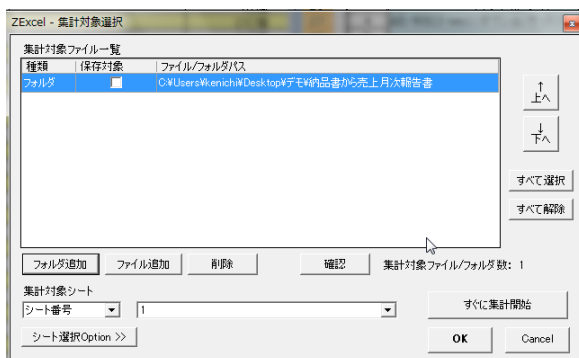 ZExcel - 集計対象選択
集計対象ファイル一覧
種類 保存対象 ファイル/フォルダパス
フォルダ C:¥Users¥kenichi¥Desktop¥デモ¥納品書から売上月次報告書
↑
上へ
↓
下へ
すべて選択
すべて解除
フォルダ追加 ファイル追加 削除 確認 集計対象ファイル/フォルダ数: 1
集計対象シート
シート番号 1
すぐに集計開始
シート選択Option >>
OK Cancel